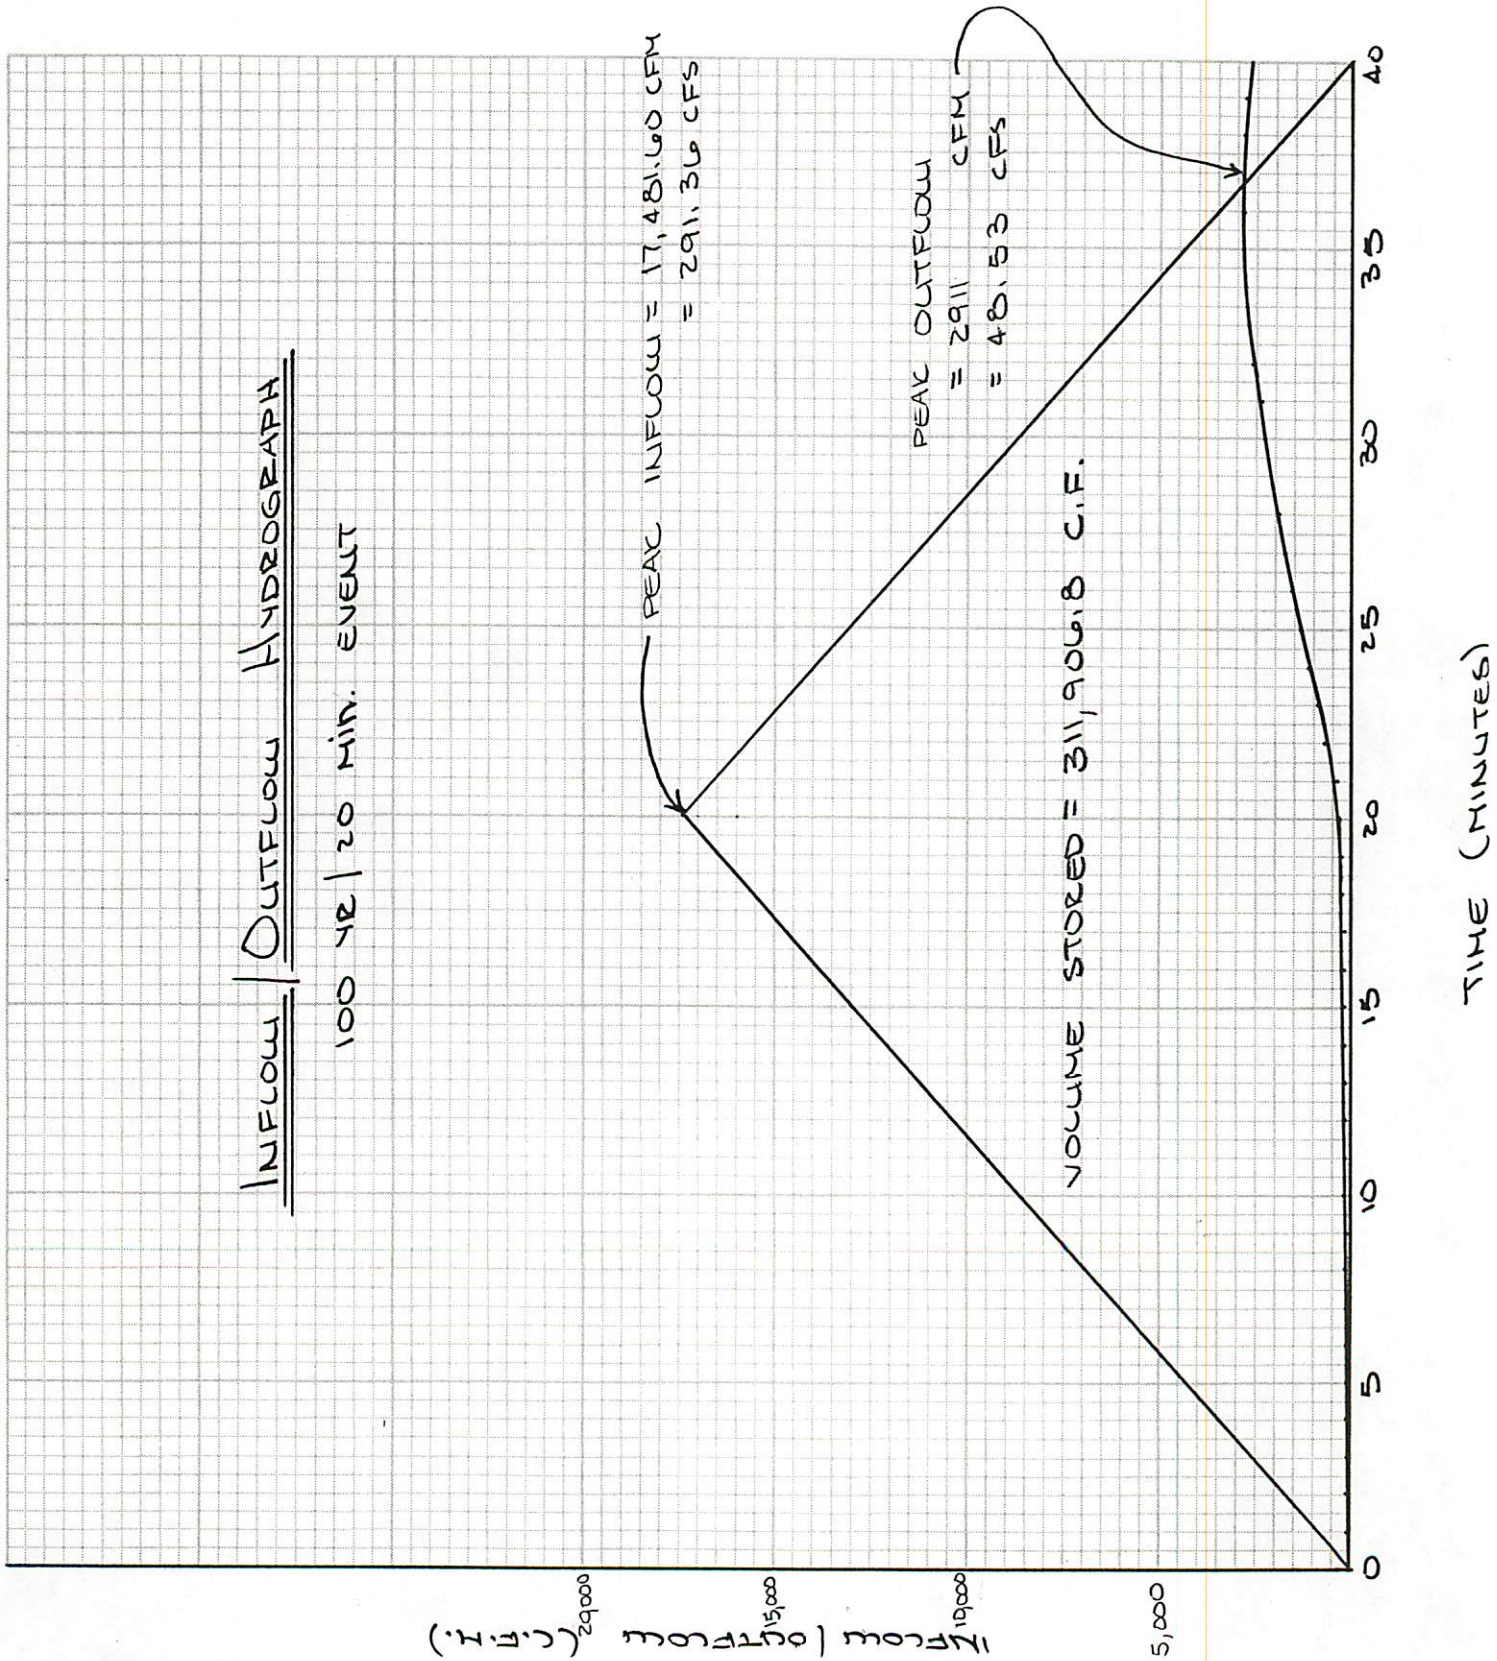 INFLOW / OUTFLOW HYDROGRAPH
100 YR / 20 Min. EVENT
PEAK INFLOW = 17,481.60 CFM
= 291.36 CFS
PEAK OUTFLOW
= 2911 CFM
= 48.53 CFS
VOLUME STORED = 311,906.8 C.F.
INFLOW / OUTFLOW (C.F.M.)
20,000
15,000
10,000
5,000
0 5 10 15 20 25 30 35 40
TIME (MINUTES)